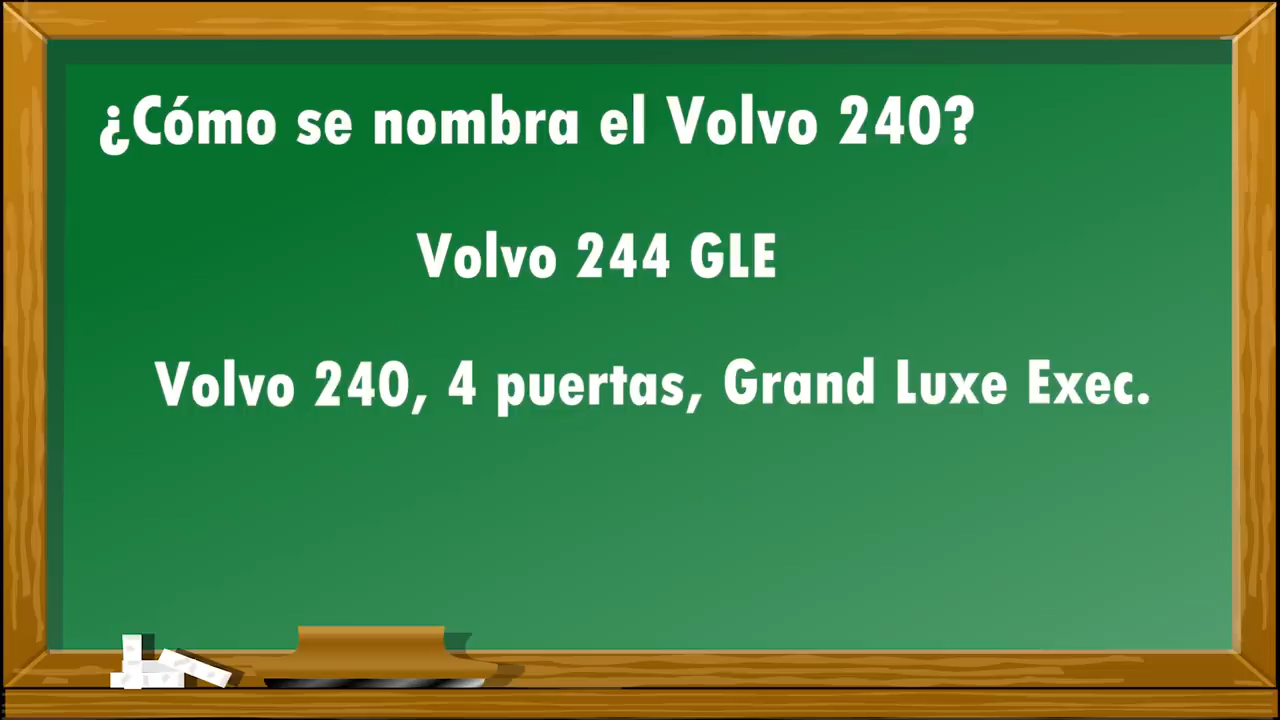 ¿Cómo se nombra el Volvo 240?
Volvo 244 GLE
Volvo 240, 4 puertas, Grand Luxe Exec.